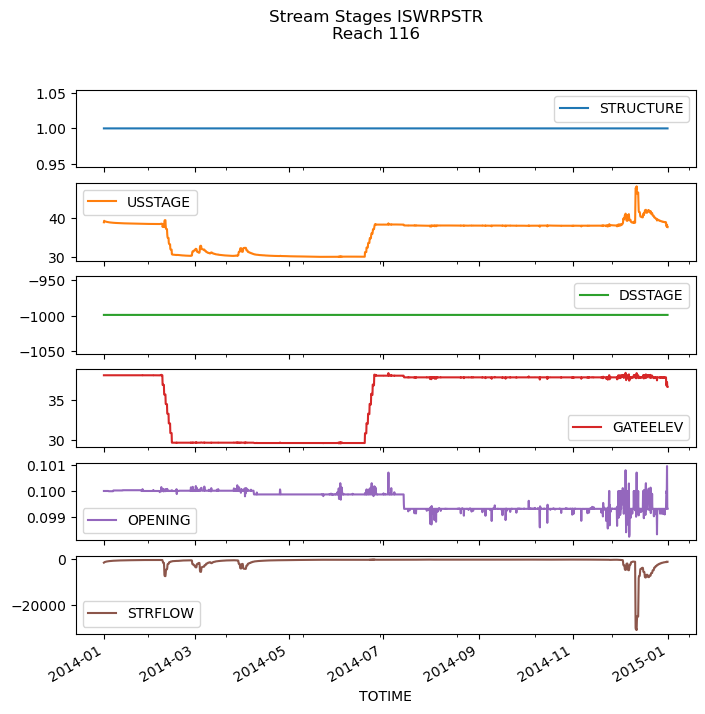 Stream Stages ISWRPSTR
Reach 116
1.05
1.00
0.95
STRUCTURE
40
30
USSTAGE
−950
−1000
−1050
DSSTAGE
35
30
GATEELEV
0.101
0.100
0.099
OPENING
0
−20000
STRFLOW
2014-01
2014-03
2014-05
2014-07
2014-09
2014-11
2015-01
TOTIME